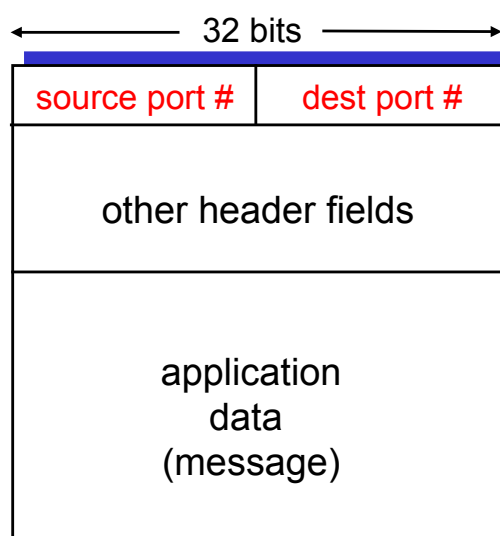 32 bits
source port # dest port #
other header fields
application
data
(message)